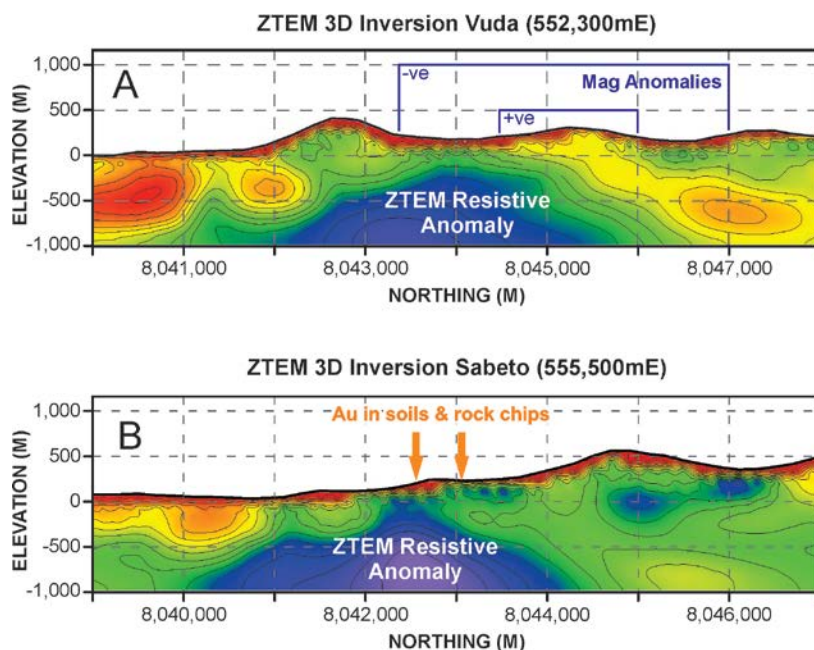 ZTEM 3D Inversion Vuda (552,300mE)
A
-ve
Mag Anomalies
+ve
1,000
500
0
-500
-1,000
ELEVATION (M)
ZTEM Resistive
Anomaly
8,041,000 8,043,000 8,045,000 8,047,000
NORTHING (M)
ZTEM 3D Inversion Sabeto (555,500mE)
B
Au in soils & rock chips
1,000
500
0
-500
-1,000
ELEVATION (M)
ZTEM Resistive
Anomaly
8,040,000 8,042,000 8,044,000 8,046,000
NORTHING (M)